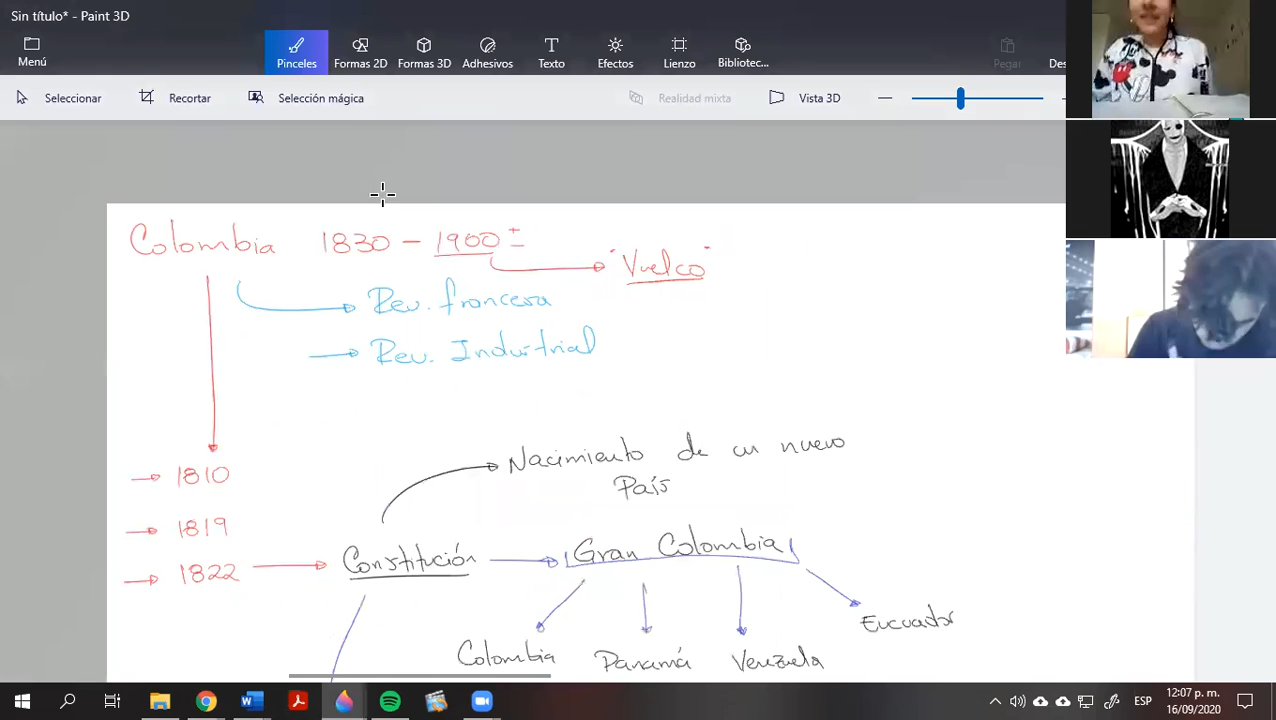 Sin título* - Paint 3D
Menú
Pinceles
Formas 2D
Formas 3D
Adhesivos
Texto
Efectos
Lienzo
Bibliotec...
Pegar
Des
Seleccionar
Recortar
Selección mágica
Realidad mixta
Vista 3D
Colombia 1830 - 1900 ±
"Vuelco"
Rev. francesa
Rev. Industrial
Nacimiento de un nuevo
País
1810
1819
1822
Constitución
Gran Colombia
Colombia
Panamá
Venezuela
Eucuador
ESP
12:07 p. m.
16/09/2020